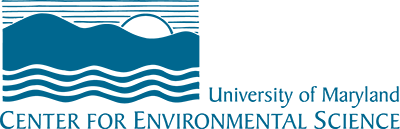 University of Maryland
CENTER FOR ENVIRONMENTAL SCIENCE